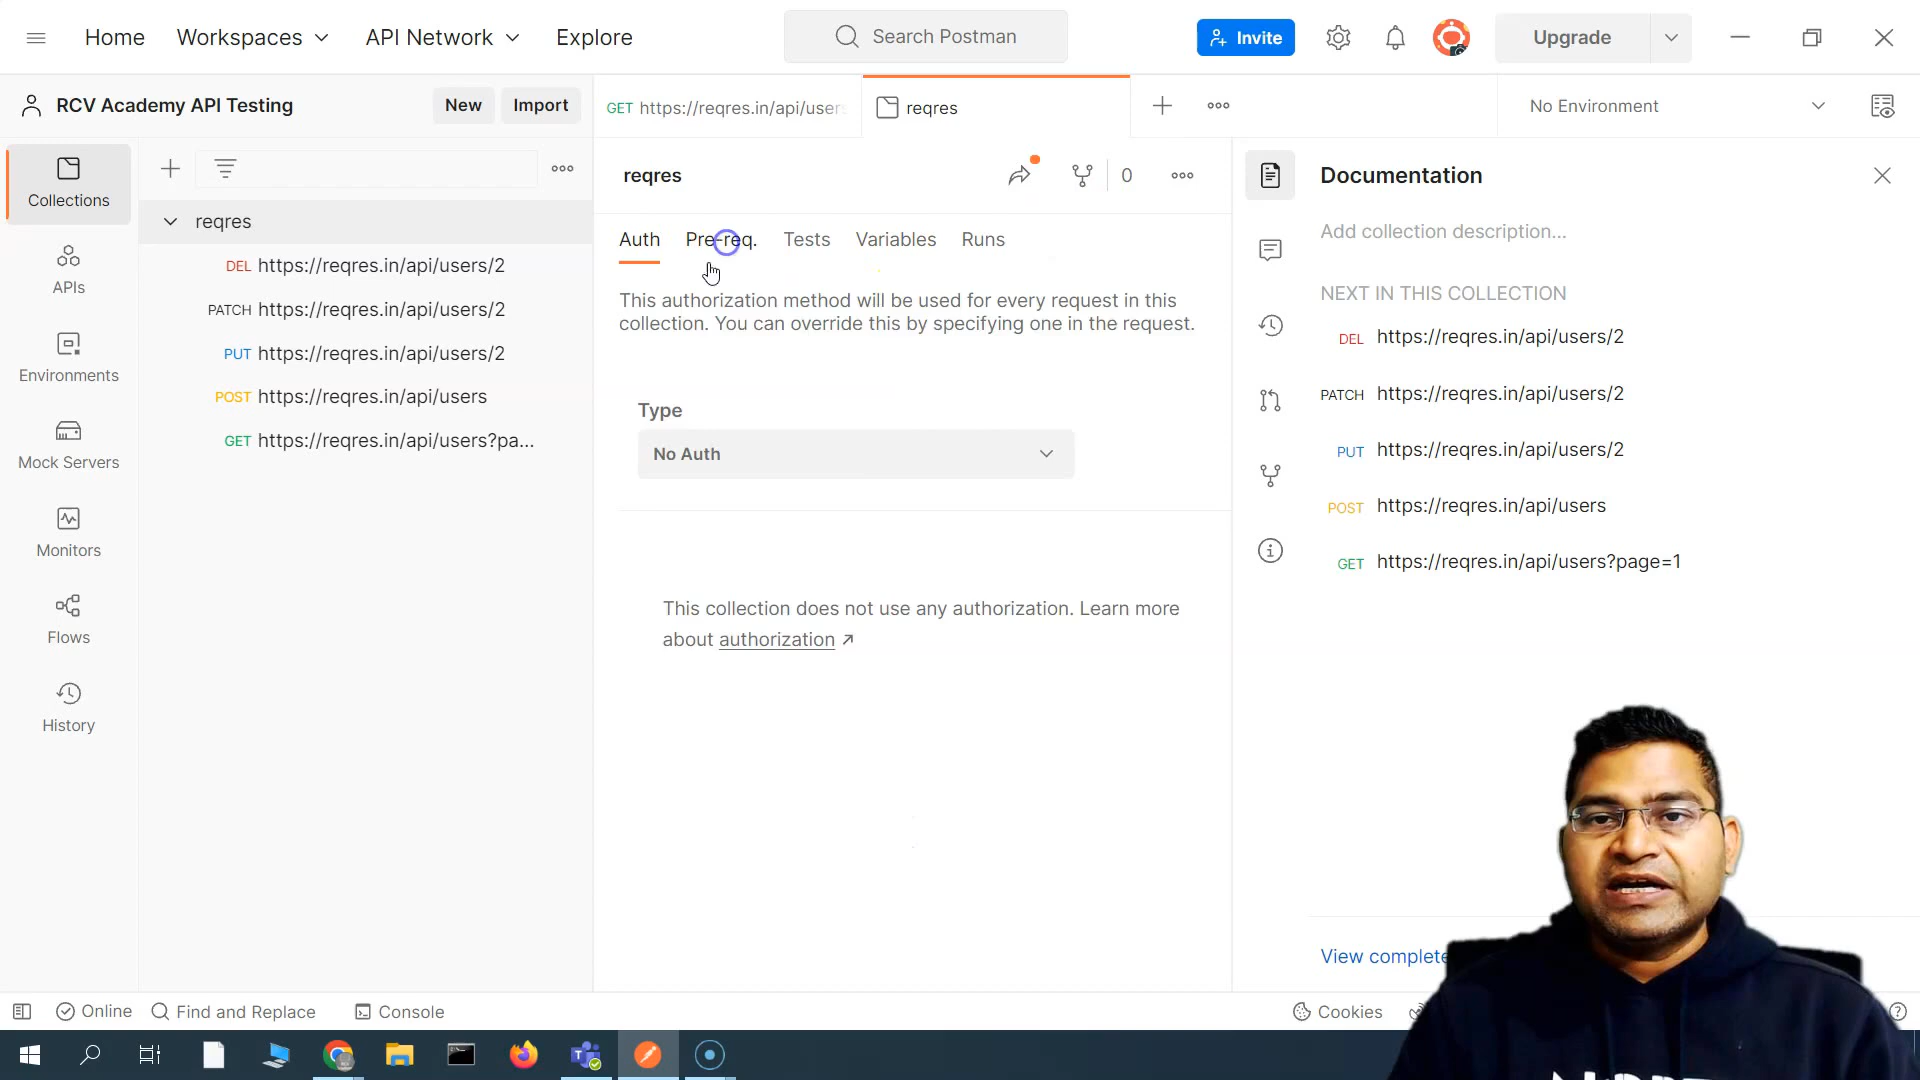 Home
Workspaces
API Network
Explore
Search Postman
Invite
Upgrade
RCV Academy API Testing
New
Import
GET https://reqres.in/api/user
reqres
No Environment
Collections
APIs
Environments
Mock Servers
Monitors
Flows
History
reqres
DEL https://reqres.in/api/users/2
PATCH https://reqres.in/api/users/2
PUT https://reqres.in/api/users/2
POST https://reqres.in/api/users
GET https://reqres.in/api/users?pa...
reqres
0
Auth
Pre-req.
Tests
Variables
Runs
This authorization method will be used for every request in this
collection. You can override this by specifying one in the request.
Type
No Auth
This collection does not use any authorization. Learn more
about authorization
Documentation
Add collection description...
NEXT IN THIS COLLECTION
DEL https://reqres.in/api/users/2
PATCH https://reqres.in/api/users/2
PUT https://reqres.in/api/users/2
POST https://reqres.in/api/users
GET https://reqres.in/api/users?page=1
View complete
Online
Find and Replace
Console
Cookies